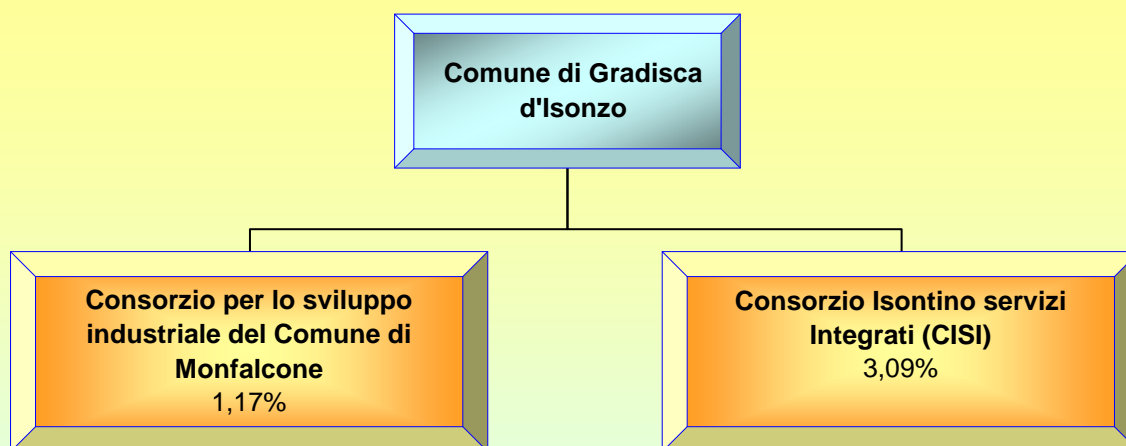 Comune di Gradisca
d'Isonzo
Consorzio per lo sviluppo
industriale del Comune di
Monfalcone
1,17%
Consorzio Isontino servizi
Integrati (CISI)
3,09%